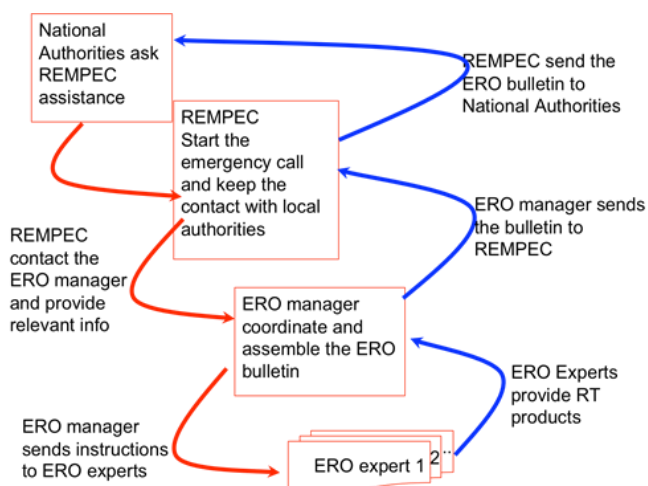 National
Authorities ask
REMPEC
assistance
REMPEC send the
ERO bulletin to
National Authorities
REMPEC
Start the
emergency call
and keep the
contact with local
authorities
ERO manager sends
the bulletin to
REMPEC
REMPEC
contact the
ERO manager
and provide
relevant info
ERO manager
coordinate and
assemble the ERO
bulletin
ERO Experts
provide RT
products
ERO manager
sends instructions
to ERO experts
ERO expert 1
2
...